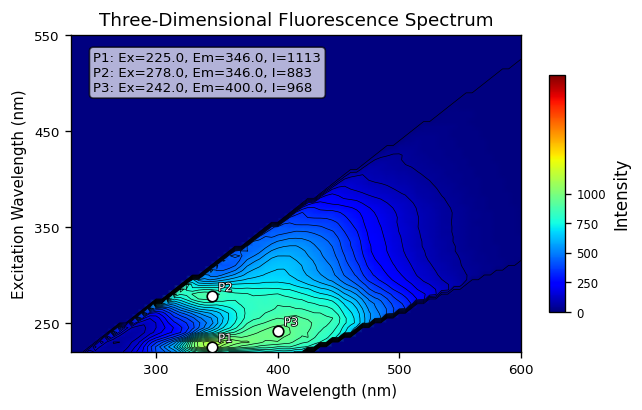 Three-Dimensional Fluorescence Spectrum
Excitation Wavelength (nm)
550
450
350
250
P1: Ex=225.0, Em=346.0, I=1113
P2: Ex=278.0, Em=346.0, I=883
P3: Ex=242.0, Em=400.0, I=968
P2
P3
P1
300
400
500
600
Emission Wavelength (nm)
1000
750
500
250
0
Intensity